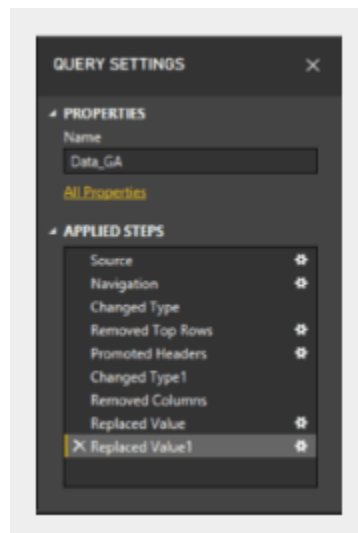 QUERY SETTINGS
PROPERTIES
Name
Data_GA
All Properties
APPLIED STEPS
Source
Navigation
Changed Type
Removed Top Rows
Promoted Headers
Changed Type1
Removed Columns
Replaced Value
Replaced Value1